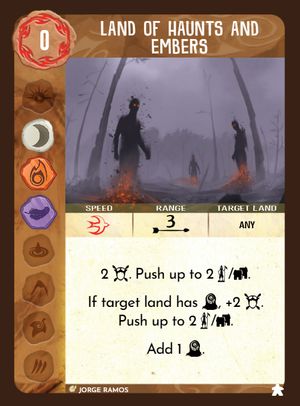 0
LAND OF HAUNTS AND
EMBERS
SPEED RANGE TARGET LAND
3 ANY
2 . Push up to 2 / .
If target land has , +2 .
Push up to 2 / .
Add 1 .
JORGE RAMOS